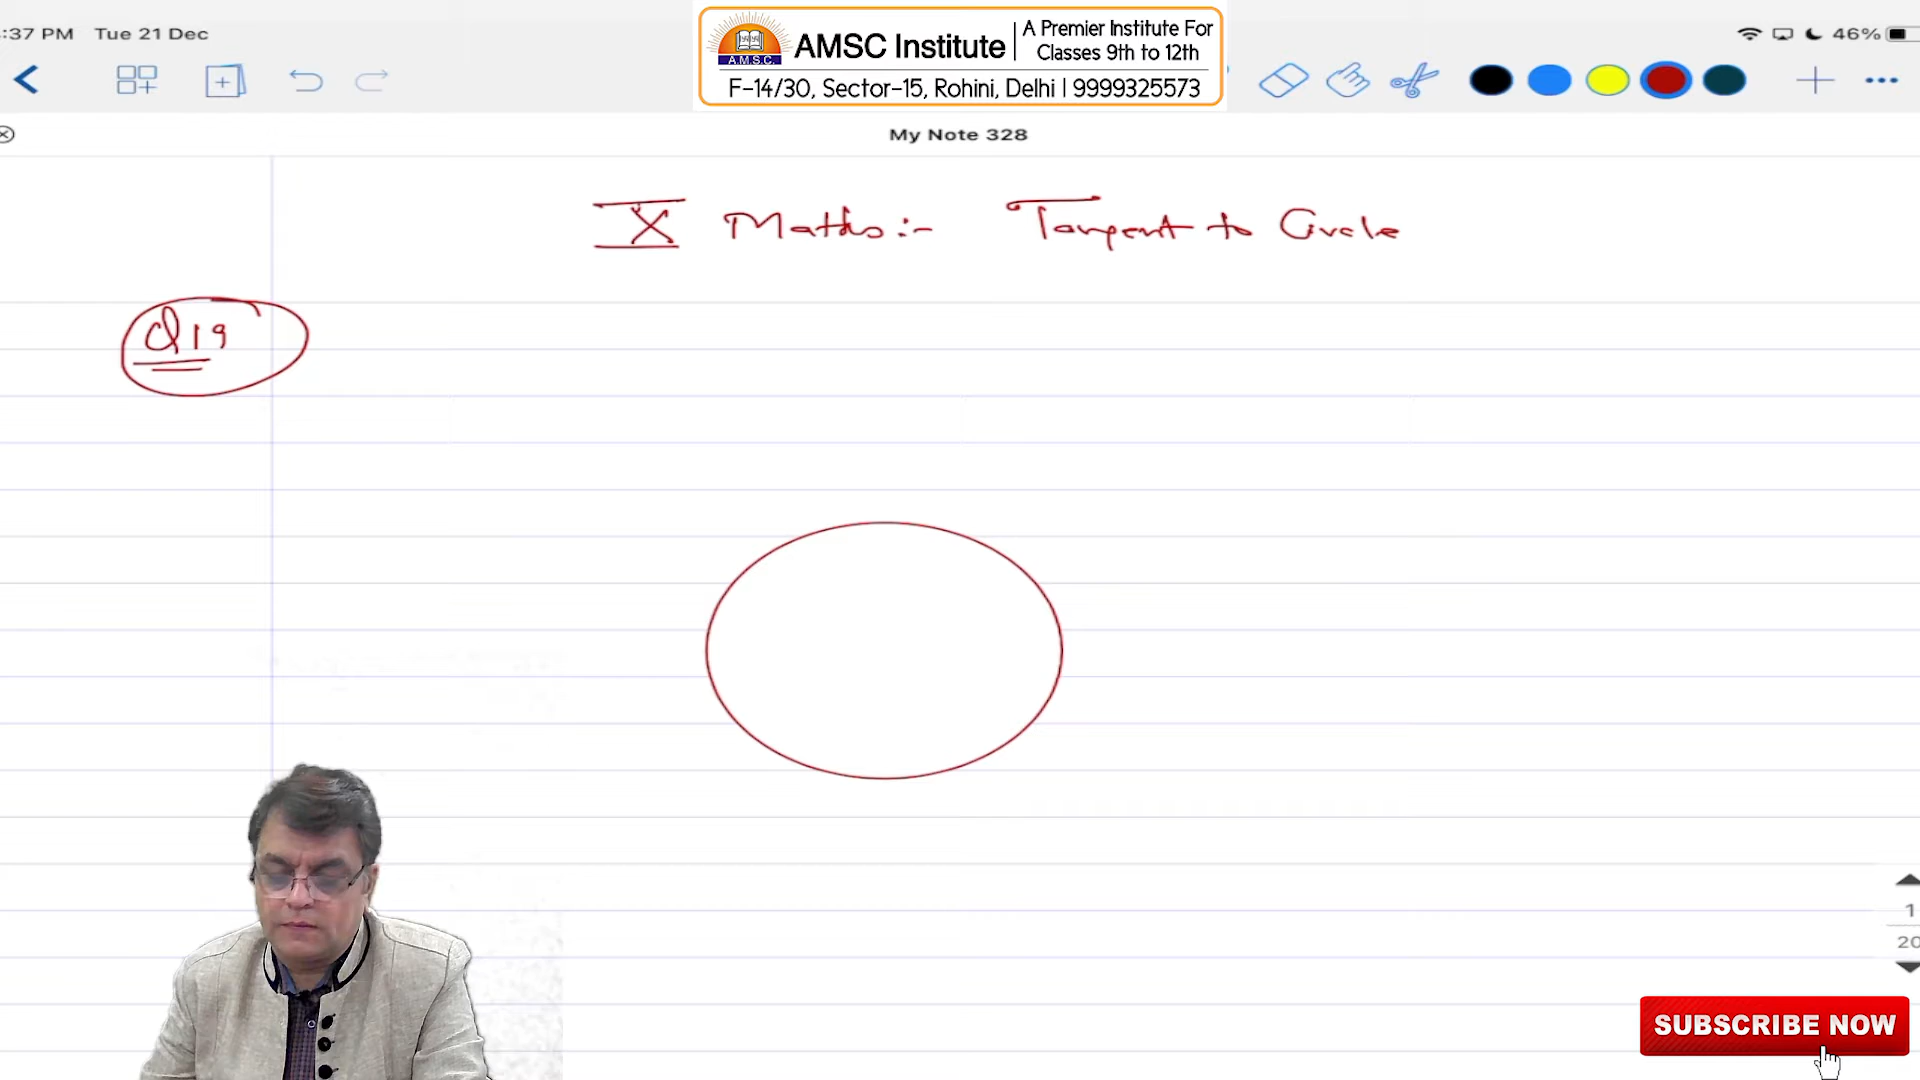 :37 PM Tue 21 Dec
46%
A.M.S.C.
AMSC Institute
A Premier Institute For
Classes 9th to 12th
F-14/30, Sector-15, Rohini, Delhi | 9999325573
My Note 328
X Maths:- Tangent to Circle
Q19
1
20
SUBSCRIBE NOW